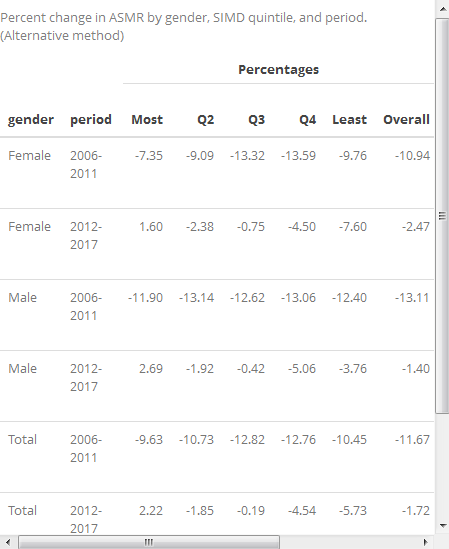 Percent change in ASMR by gender, SIMD quintile, and period.
(Alternative method)
Percentages
gender period Most Q2 Q3 Q4 Least Overall
Female 2006- -7.35 -9.09 -13.32 -13.59 -9.76 -10.94
2011
Female 2012- 1.60 -2.38 -0.75 -4.50 -7.60 -2.47
2017
Male 2006- -11.90 -13.14 -12.62 -13.06 -12.40 -13.11
2011
Male 2012- 2.69 -1.92 -0.42 -5.06 -3.76 -1.40
2017
Total 2006- -9.63 -10.73 -12.82 -12.76 -10.45 -11.67
2011
Total 2012- 2.22 -1.85 -0.19 -4.54 -5.73 -1.72
2017